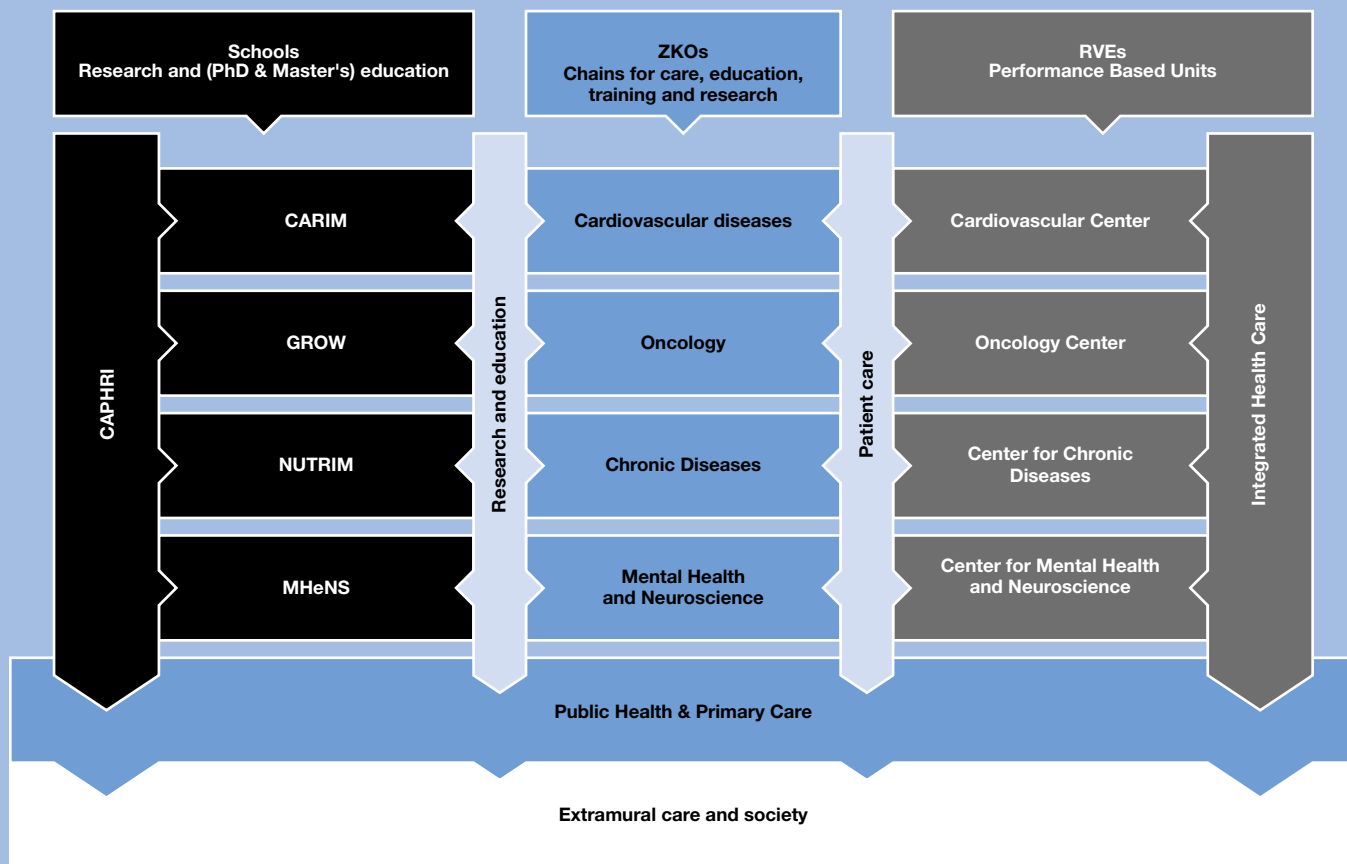 Schools
Research and (PhD & Master's) education
ZKOs
Chains for care, education,
training and research
RVEs
Performance Based Units
CAPHRI
CARIM
Research and education
Cardiovascular diseases
Patient care
Cardiovascular Center
Integrated Health Care
GROW
Oncology
Oncology Center
NUTRIM
Chronic Diseases
Center for Chronic
Diseases
MHeNS
Mental Health
and Neuroscience
Center for Mental Health
and Neuroscience
Public Health & Primary Care
Extramural care and society